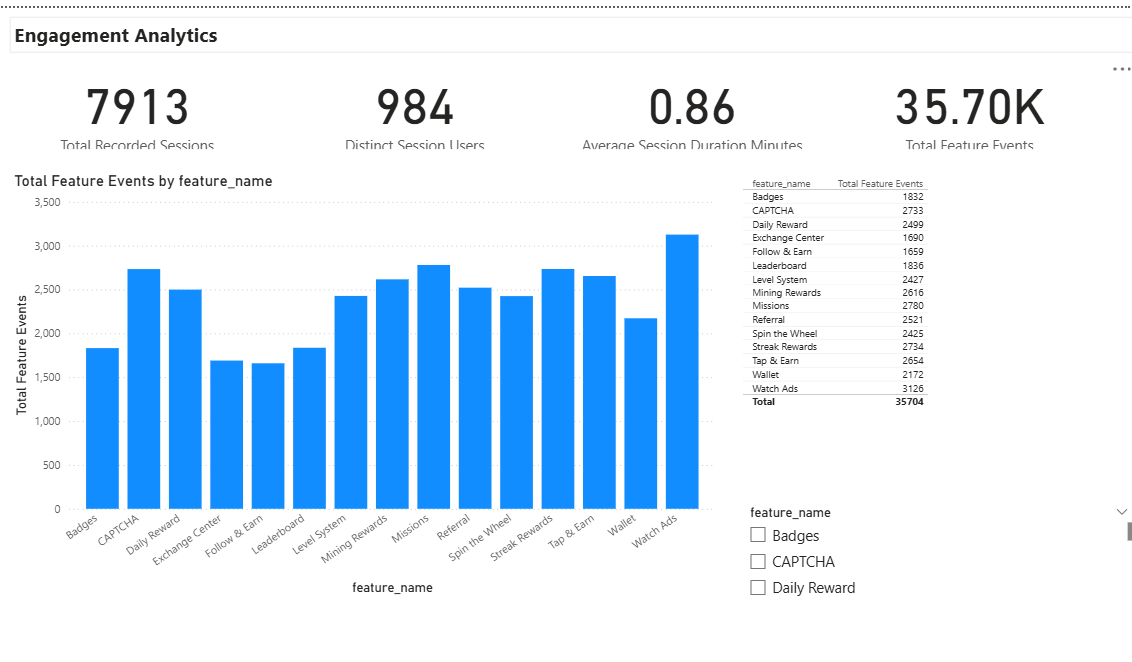 Engagement Analytics
7913
984
0.86
35.70K
Total Recorded Sessions
Distinct Session Users
Average Session Duration Minutes
Total Feature Events
Total Feature Events by feature_name
3,500
3,000
2,500
2,000
1,500
1,000
500
0
Total Feature Events
Badges
CAPTCHA
Daily Reward
Exchange Center
Follow & Earn
Leaderboard
Level System
Mining Rewards
Missions
Referral
Spin the Wheel
Streak Rewards
Tap & Earn
Wallet
Watch Ads
feature_name
feature_name Total Feature Events
Badges 1832
CAPTCHA 2733
Daily Reward 2499
Exchange Center 1690
Follow & Earn 1659
Leaderboard 1836
Level System 2427
Mining Rewards 2616
Missions 2780
Referral 2521
Spin the Wheel 2425
Streak Rewards 2734
Tap & Earn 2654
Wallet 2172
Watch Ads 3126
Total 35704
feature_name
Badges
CAPTCHA
Daily Reward